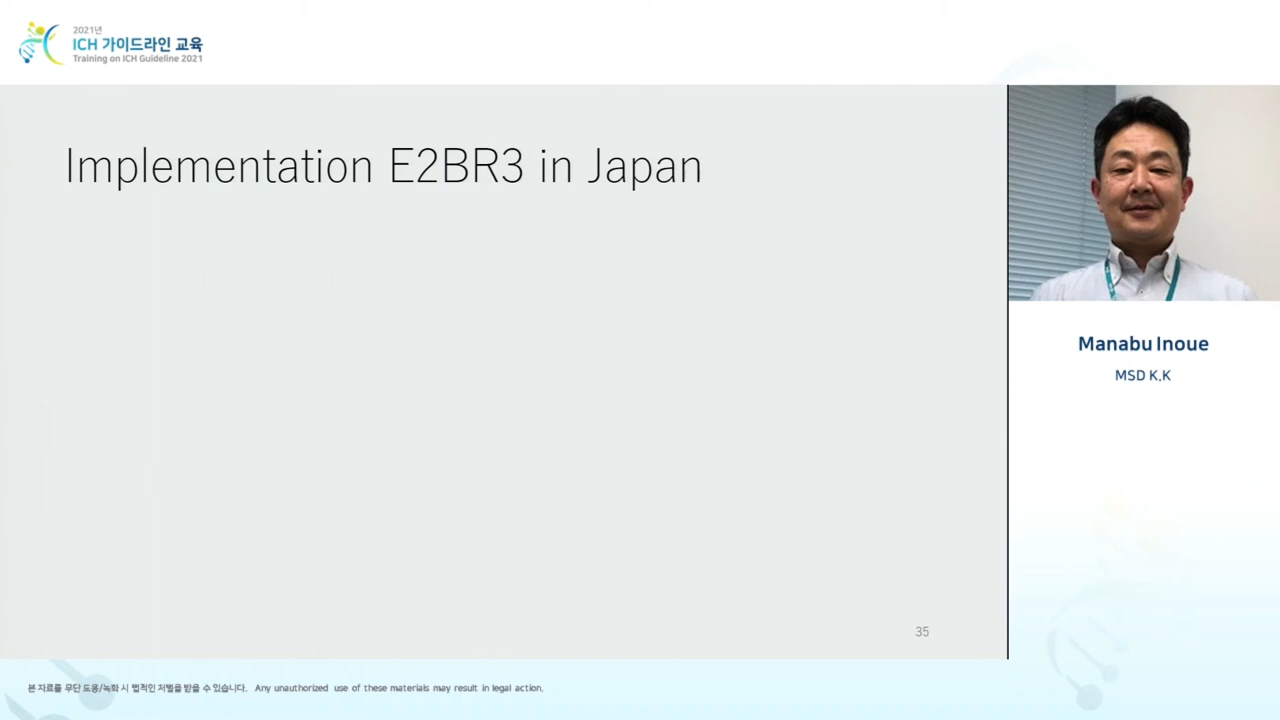 2021년
ICH 가이드라인 교육
Training on ICH Guideline 2021
Implementation E2BR3 in Japan
Manabu Inoue
MSD K.K
35
본 자료를 무단 도용/녹화 시 법적인 처벌을 받을 수 있습니다. Any unauthorized use of these materials may result in legal action.